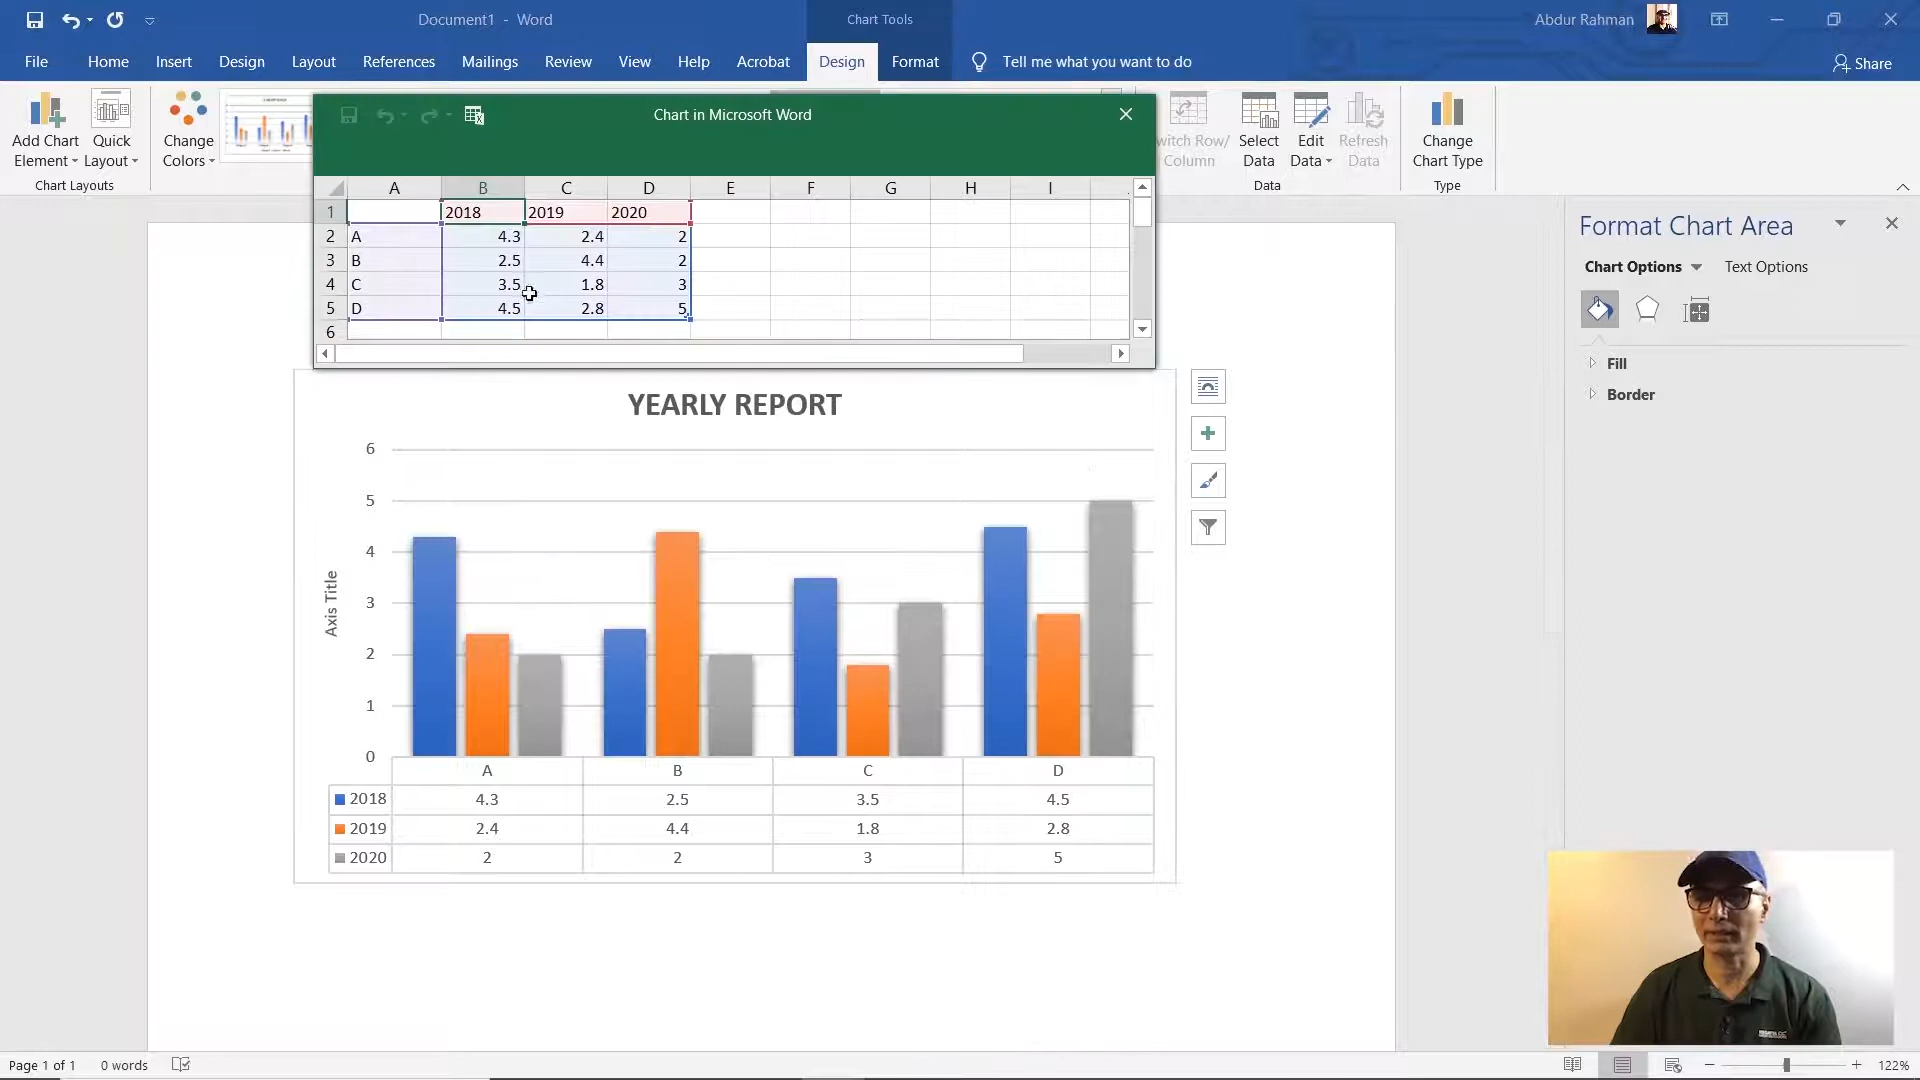 Document1 - Word
Chart Tools
Abdur Rahman
File Home Insert Design Layout References Mailings Review View Help Acrobat Design Format Tell me what you want to do Share
Add Chart Element
Quick Layout
Chart Layouts
Change Colors
Chart in Microsoft Word
witch Row/ Column
Select Data
Edit Data
Refresh Data
Data
Change Chart Type
Type
A B C D E F G H I
1 2018 2019 2020
2 A 4.3 2.4 2
3 B 2.5 4.4 2
4 C 3.5 1.8 3
5 D 4.5 2.8 5
6
Format Chart Area
Chart Options Text Options
Fill
Border
YEARLY REPORT
6
5
4
3
2
1
0
Axis Title
A B C D
2018 4.3 2.5 3.5 4.5
2019 2.4 4.4 1.8 2.8
2020 2 2 3 5
Page 1 of 1 0 words 122%